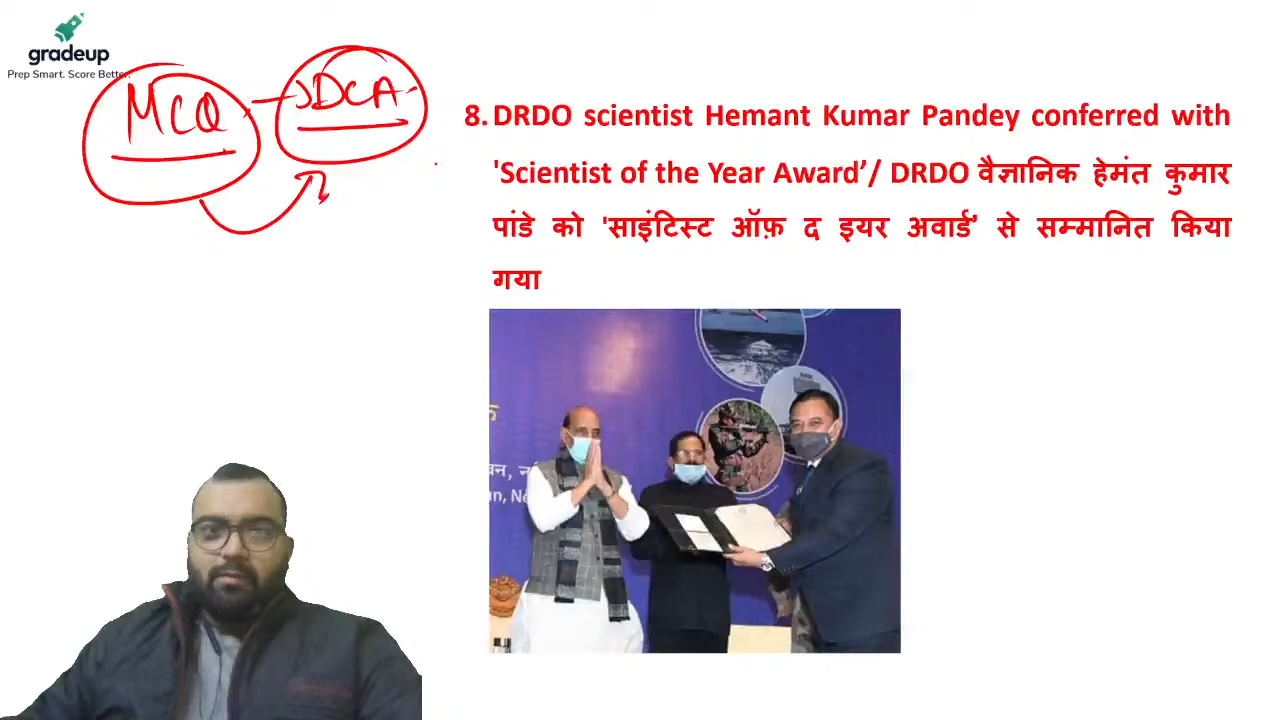 gradeup
Prep Smart. Score Better.
MCQ
DCA
8. DRDO scientist Hemant Kumar Pandey conferred with
'Scientist of the Year Award’/ DRDO वैज्ञानिक हेमंत कुमार
पांडे को 'साइंटिस्ट ऑफ़ द इयर अवार्ड’ से सम्मानित किया
गया